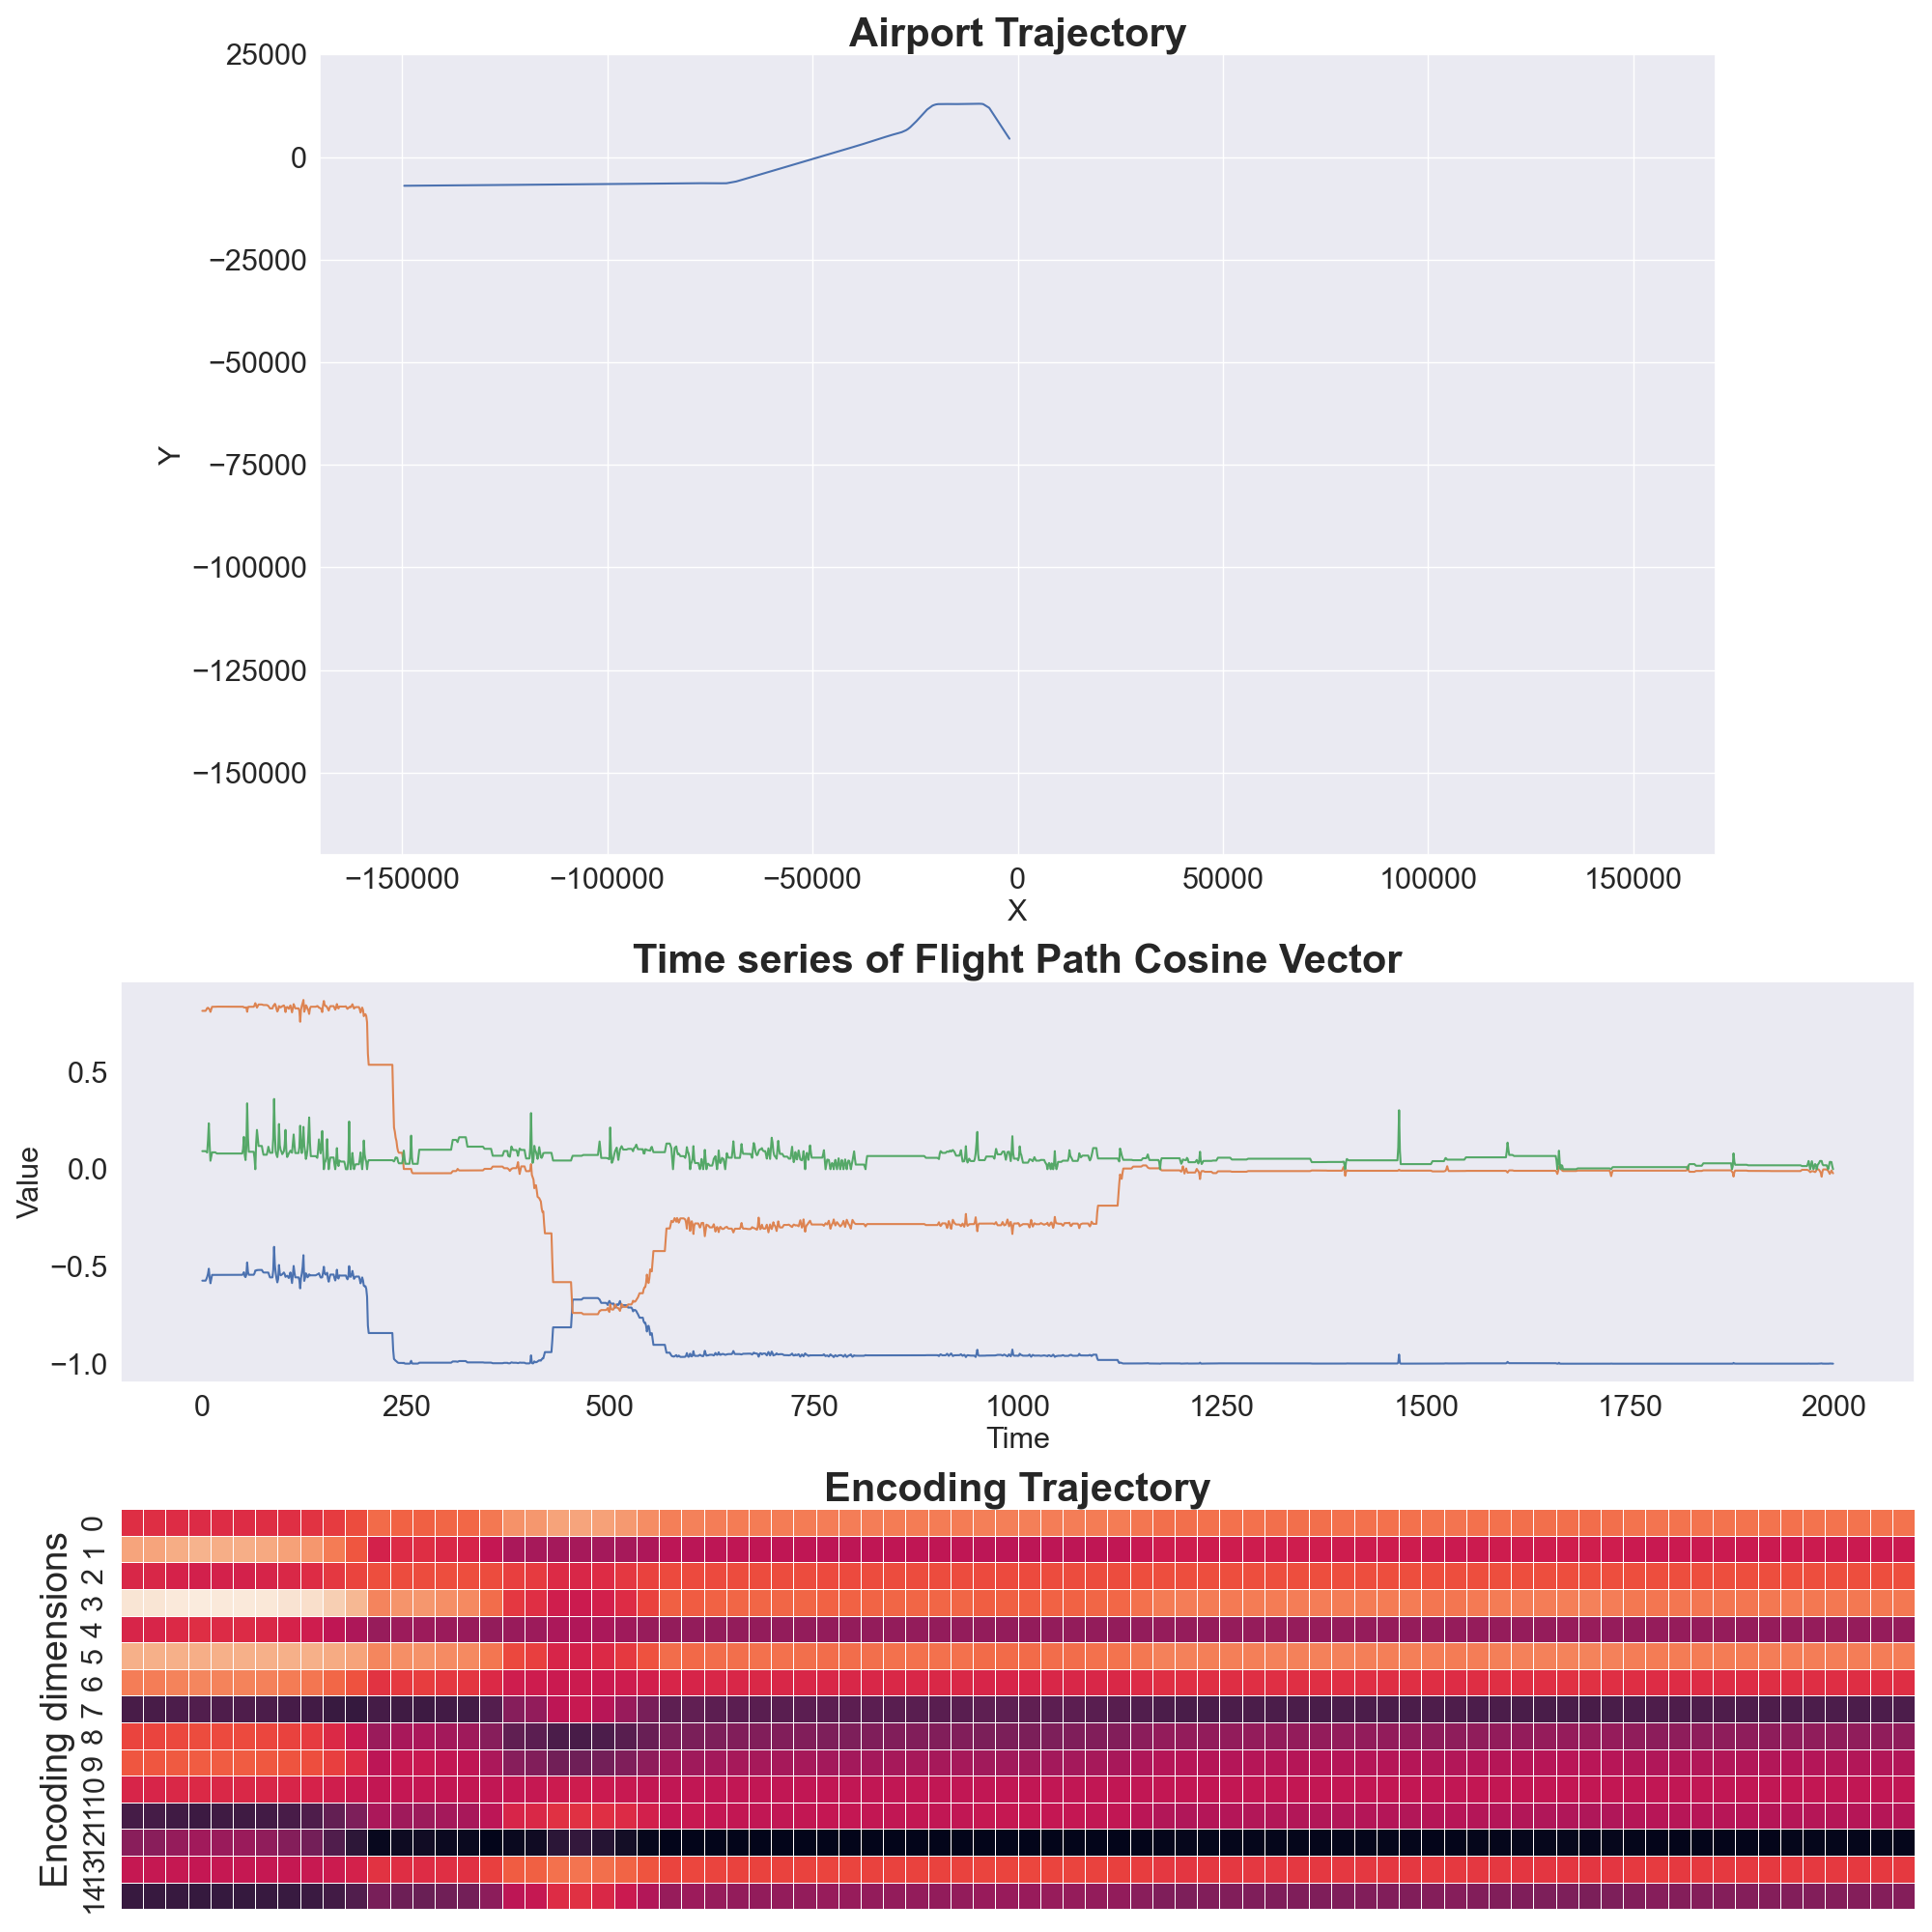 Airport Trajectory
25000
0
−25000
−50000
−75000
−100000
−125000
−150000
Y
−150000 −100000 −50000 0 50000 100000 150000
X
Time series of Flight Path Cosine Vector
0.5
0.0
−0.5
−1.0
Value
0 250 500 750 1000 1250 1500 1750 2000
Time
Encoding Trajectory
Encoding dimensions
0
1
2
3
4
5
6
7
8
9
10
11
12
13
14